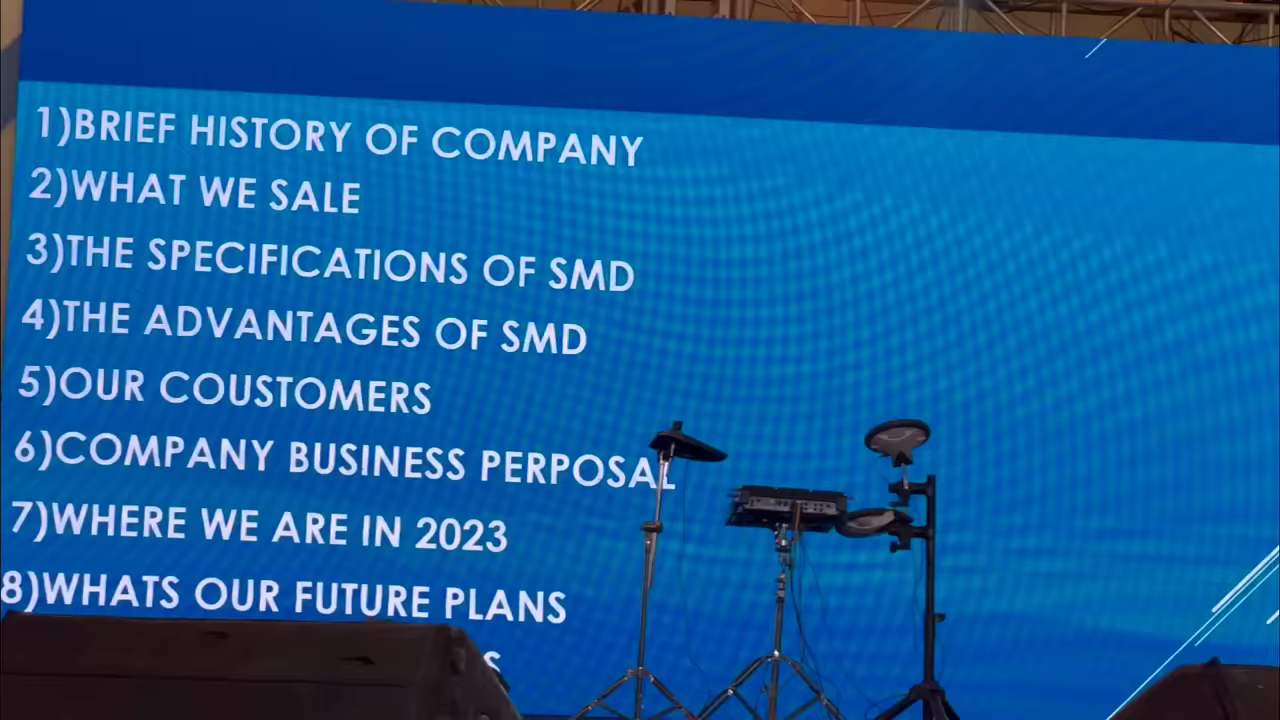 1)BRIEF HISTORY OF COMPANY
2)WHAT WE SALE
3)THE SPECIFICATIONS OF SMD
4)THE ADVANTAGES OF SMD
5)OUR COUSTOMERS
6)COMPANY BUSINESS PERPOSAL
7)WHERE WE ARE IN 2023
8)WHATS OUR FUTURE PLANS